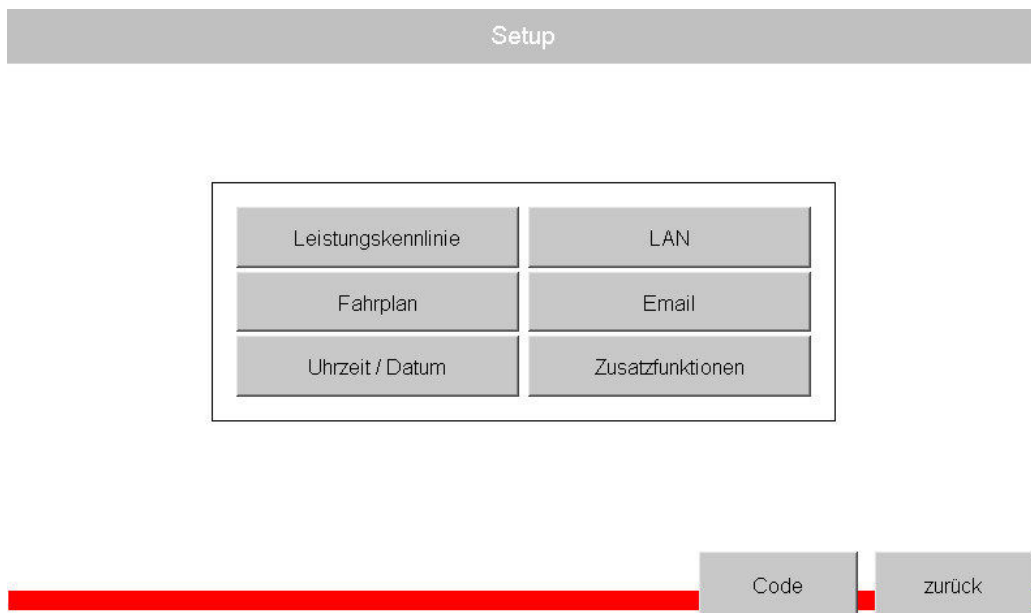 Setup
Leistungskennlinie
LAN
Fahrplan
Email
Uhrzeit / Datum
Zusatzfunktionen
Code
zurück